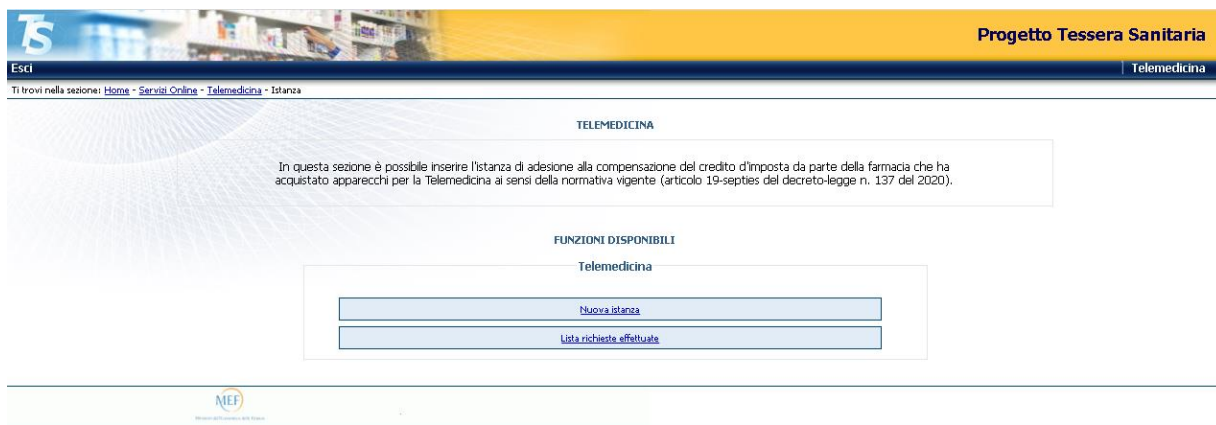 TS
Progetto Tessera Sanitaria
Esci
Telemedicina
Ti trovi nella sezione: Home - Servizi Online - Telemedicina - Istanza
TELEMEDICINA
In questa sezione è possibile inserire l'istanza di adesione alla compensazione del credito d'imposta da parte della farmacia che ha
acquistato apparecchi per la Telemedicina ai sensi della normativa vigente (articolo 19-septies del decreto-legge n. 137 del 2020).
FUNZIONI DISPONIBILI
Telemedicina
Nuova istanza
Lista richieste effettuate
MEF